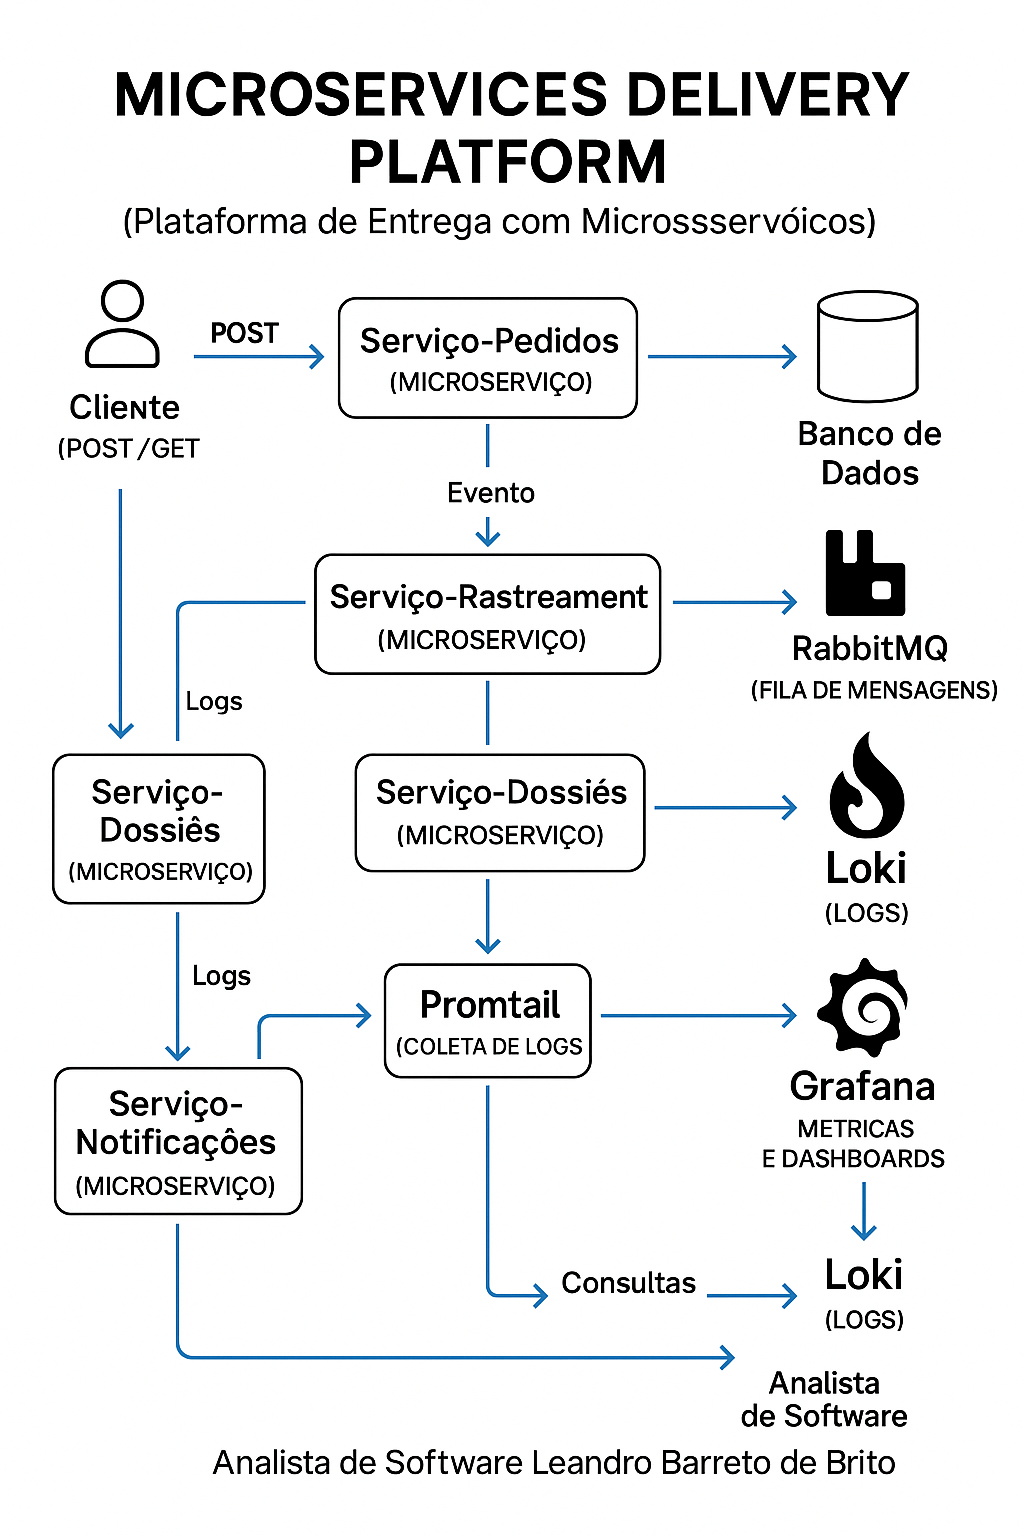 MICROSERVICES DELIVERY
PLATFORM
(Plataforma de Entrega com Microssservóicos)
POST
Cliente
(POST/GET
Serviço-Pedidos
(MICROSERVIÇO)
Banco de
Dados
Evento
Serviço-Rastreament
(MICROSERVIÇO)
RabbitMQ
(FILA DE MENSAGENS)
Logs
Serviço-
Dossiês
(MICROSERVIÇO)
Serviço-Dossiés
(MICROSERVIÇO)
Loki
(LOGS)
Logs
Promtail
(COLETA DE LOGS
Grafana
METRICAS
E DASHBOARDS
Serviço-
Notificaçôes
(MICROSERVIÇO)
Consultas
Loki
(LOGS)
Analista
de Software
Analista de Software Leandro Barreto de Brito